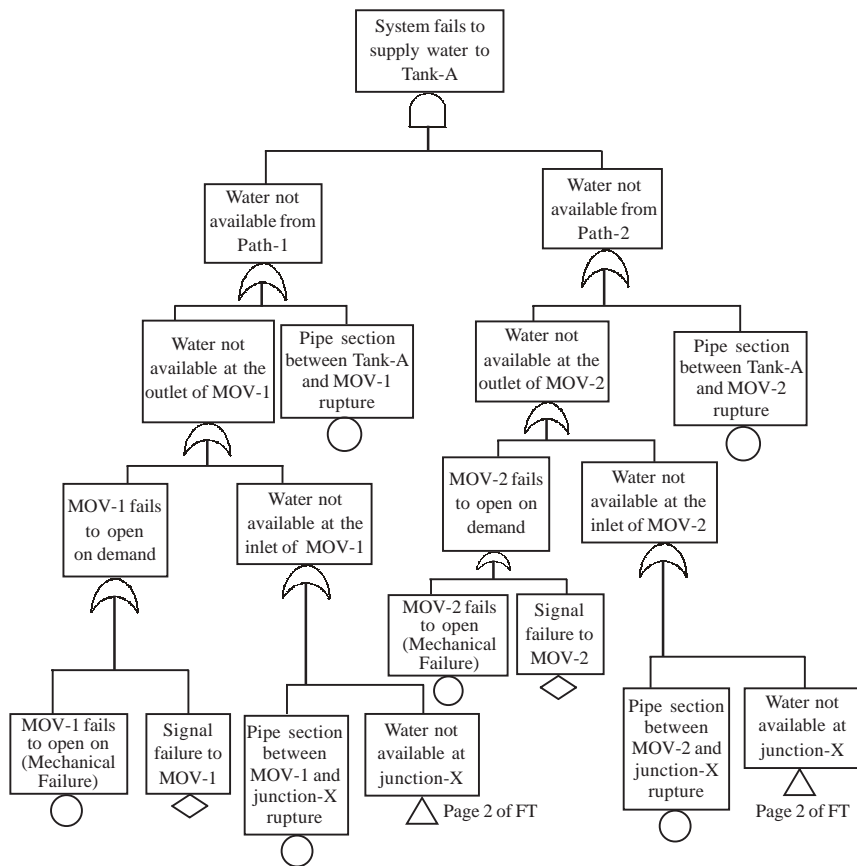 System fails to
supply water to
Tank-A
Water not
available from
Path-1
Water not
available from
Path-2
Water not
available at the
outlet of MOV-1
Pipe section
between Tank-A
and MOV-1
rupture
Water not
available at the
outlet of MOV-2
Pipe section
between Tank-A
and MOV-2
rupture
MOV-1 fails
to open
on demand
Water not
available at the
inlet of MOV-1
MOV-2 fails
to open on
demand
Water not
available at the
inlet of MOV-2
MOV-2 fails
to open
(Mechanical
Failure)
Signal
failure to
MOV-2
MOV-1 fails
to open on
(Mechanical
Failure)
Signal
failure to
MOV-1
Pipe section
between
MOV-1 and
junction-X
rupture
Water not
available at
junction-X
Page 2 of FT
Pipe section
between
MOV-2 and
junction-X
rupture
Water not
available at
junction-X
Page 2 of FT